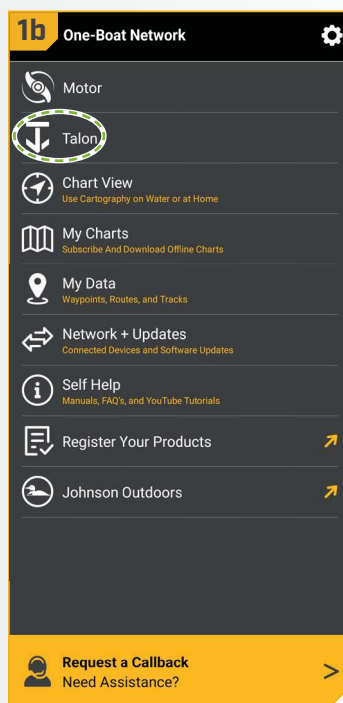 1b
One-Boat Network
Motor
Talon
Chart View
Use Cartography on Water or at Home
My Charts
Subscribe And Download Offline Charts
My Data
Waypoints, Routes, and Tracks
Network + Updates
Connected Devices and Software Updates
Self Help
Manuals, FAQ's, and YouTube Tutorials
Register Your Products
Johnson Outdoors
Request a Callback
Need Assistance?